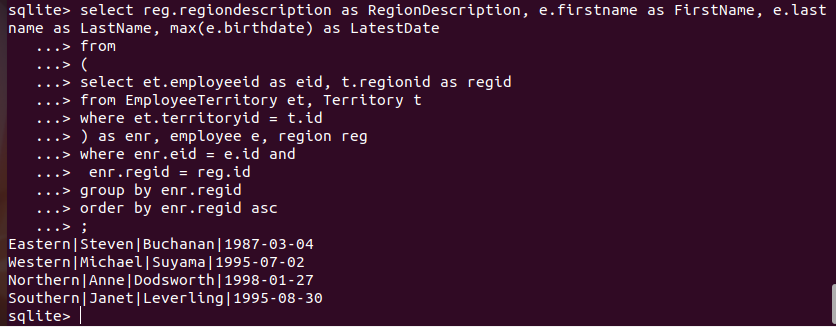 sqlite> select reg.regiondescription as RegionDescription, e.firstname as FirstName, e.last
name as LastName, max(e.birthdate) as LatestDate
...> from
...> (
...> select et.employeeid as eid, t.regionid as regid
...> from EmployeeTerritory et, Territory t
...> where et.territoryid = t.id
...> ) as enr, employee e, region reg
...> where enr.eid = e.id and
...>  enr.regid = reg.id
...> group by enr.regid
...> order by enr.regid asc
...> ;
Eastern|Steven|Buchanan|1987-03-04
Western|Michael|Suyama|1995-07-02
Northern|Anne|Dodsworth|1998-01-27
Southern|Janet|Leverling|1995-08-30
sqlite>